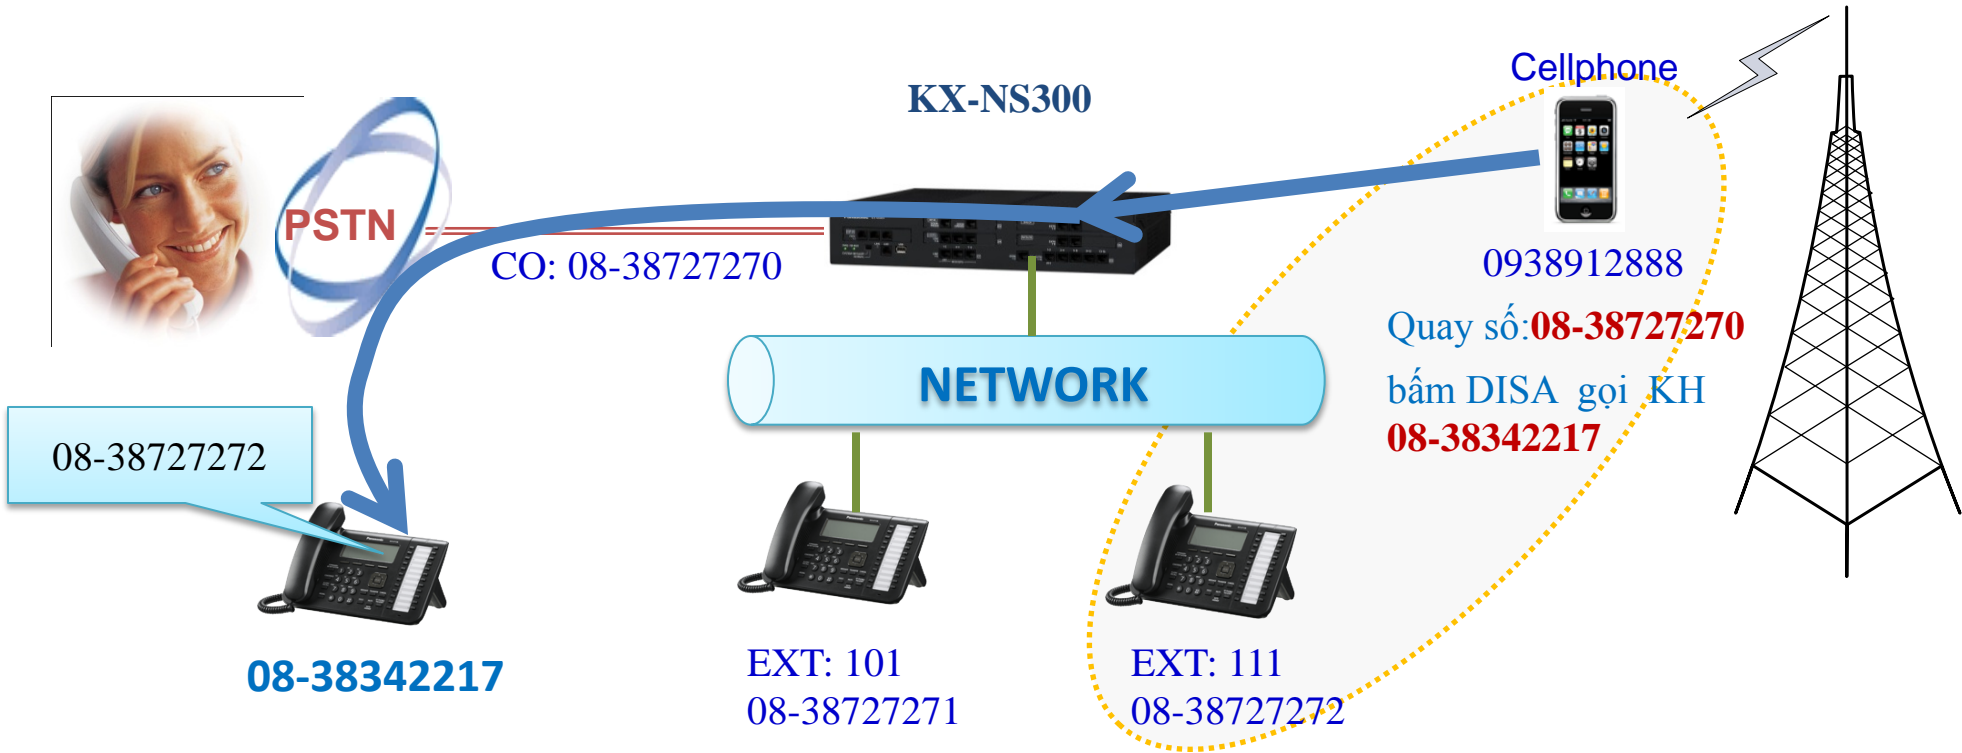 Cellphone
KX-NS300
PSTN
CO: 08-38727270
0938912888
Quay số:08-38727270
bấm DISA gọi KH
08-38342217
NETWORK
08-38727272
08-38342217
EXT: 101
08-38727271
EXT: 111
08-38727272